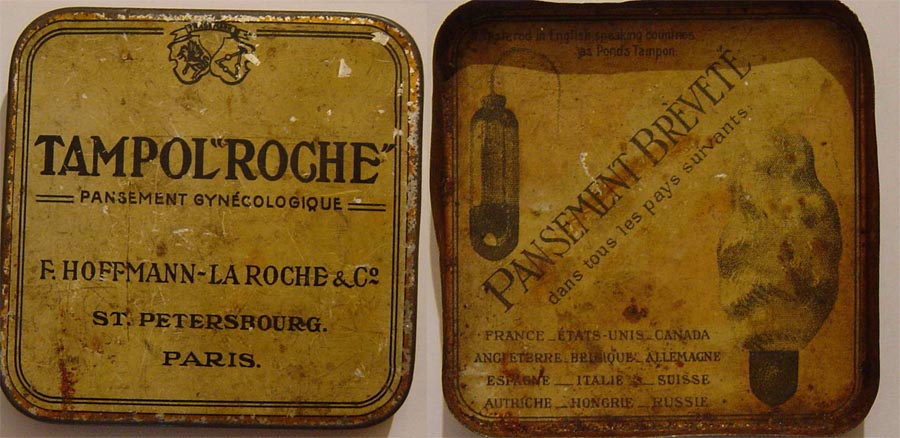 TAMPOL "ROCHE"
PANSEMENT GYNÉCOLOGIQUE
F. HOFFMANN-LA ROCHE & Cº
ST. PETERSBOURG.
PARIS.
in English speaking countries
as Ponds Tampon.
PANSEMENT BRÈVETÉ
dans tous les pays suivants:
FRANCE _ ÉTATS-UNIS _ CANADA
ANGLETERRE _ BELGIQUE _ ALLEMAGNE
ESPAGNE _ ITALIE _ SUISSE
AUTRICHE _ HONGRIE _ RUSSIE